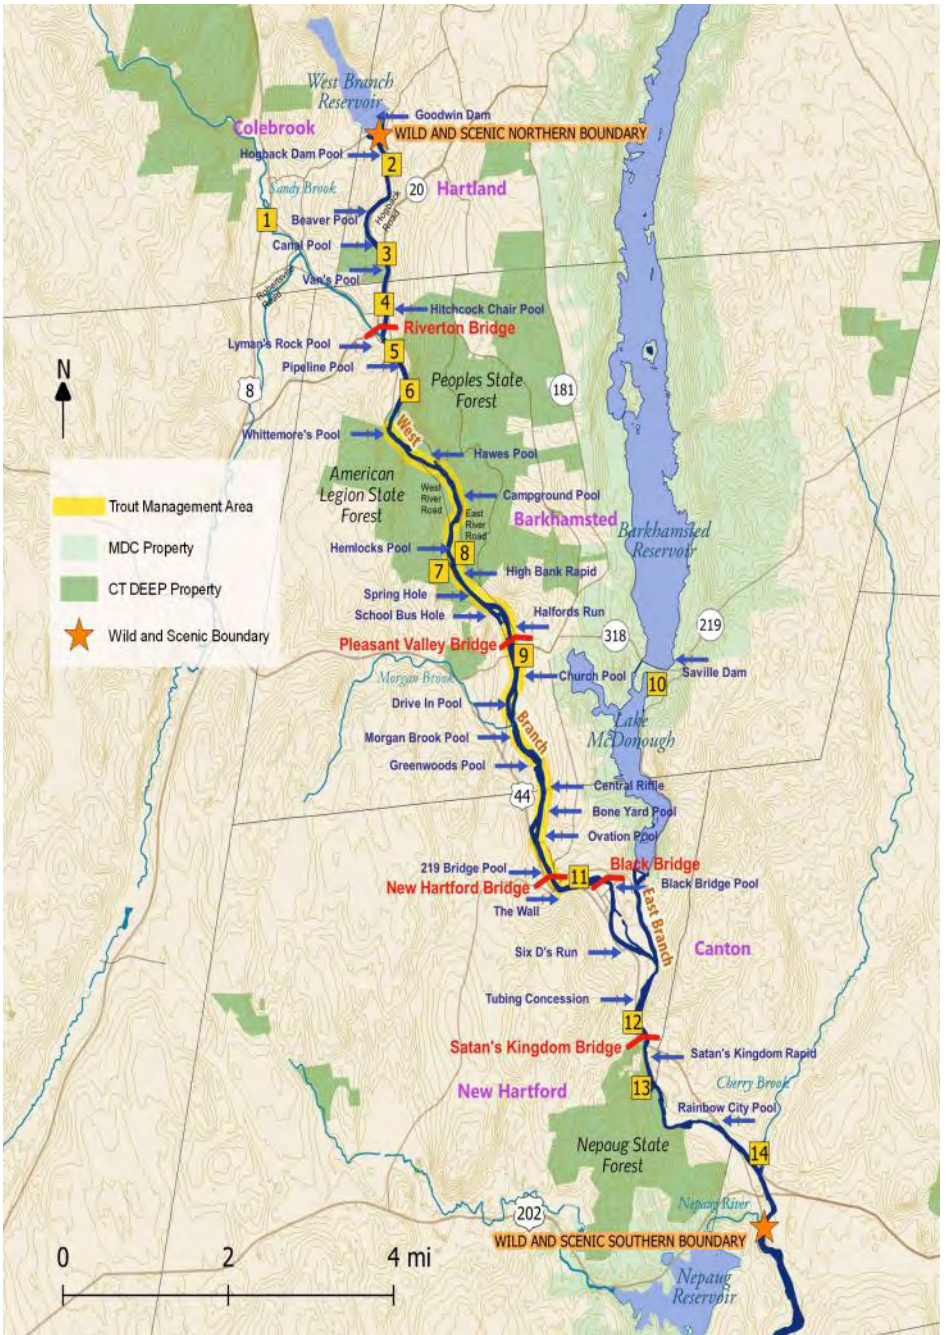 West Branch
Reservoir
Goodwin Dam
Colebrook
WILD AND SCENIC NORTHERN BOUNDARY
Hogback Dam Pool
2
20
Hartland
Sandy Brook
1
Beaver Pool
Hogback
Road
Canal Pool
3
Van's Pool
Robertsville
Road
4
Hitchcock Chair Pool
Riverton Bridge
Lyman's Rock Pool
5
Pipeline Pool
N
8
6
Peoples State
Forest
181
West
Whittemore's Pool
Hawes Pool
American
Legion State
Forest
West
River
Road
Campground Pool
East
River
Road
Barkhamsted
Barkhamsted
Reservoir
Trout Management Area
MDC Property
CT DEEP Property
Wild and Scenic Boundary
Hemlocks Pool
8
7
High Bank Rapid
Spring Hole
School Bus Hole
Halfords Run
318
219
Pleasant Valley Bridge
9
Church Pool
Saville Dam
10
Morgan Brook
Drive In Pool
Branch
Lake
McDonough
Morgan Brook Pool
Greenwoods Pool
44
Central Riffle
Bone Yard Pool
Ovation Pool
219 Bridge Pool
11
Black Bridge
New Hartford Bridge
Black Bridge Pool
The Wall
East Branch
Six D's Run
Canton
Tubing Concession
12
Satan's Kingdom Bridge
Satan's Kingdom Rapid
New Hartford
13
Cherry Brook
Rainbow City Pool
Nepaug State
Forest
14
Nepaug River
202
WILD AND SCENIC SOUTHERN BOUNDARY
0 2 4 mi
Nepaug
Reservoir